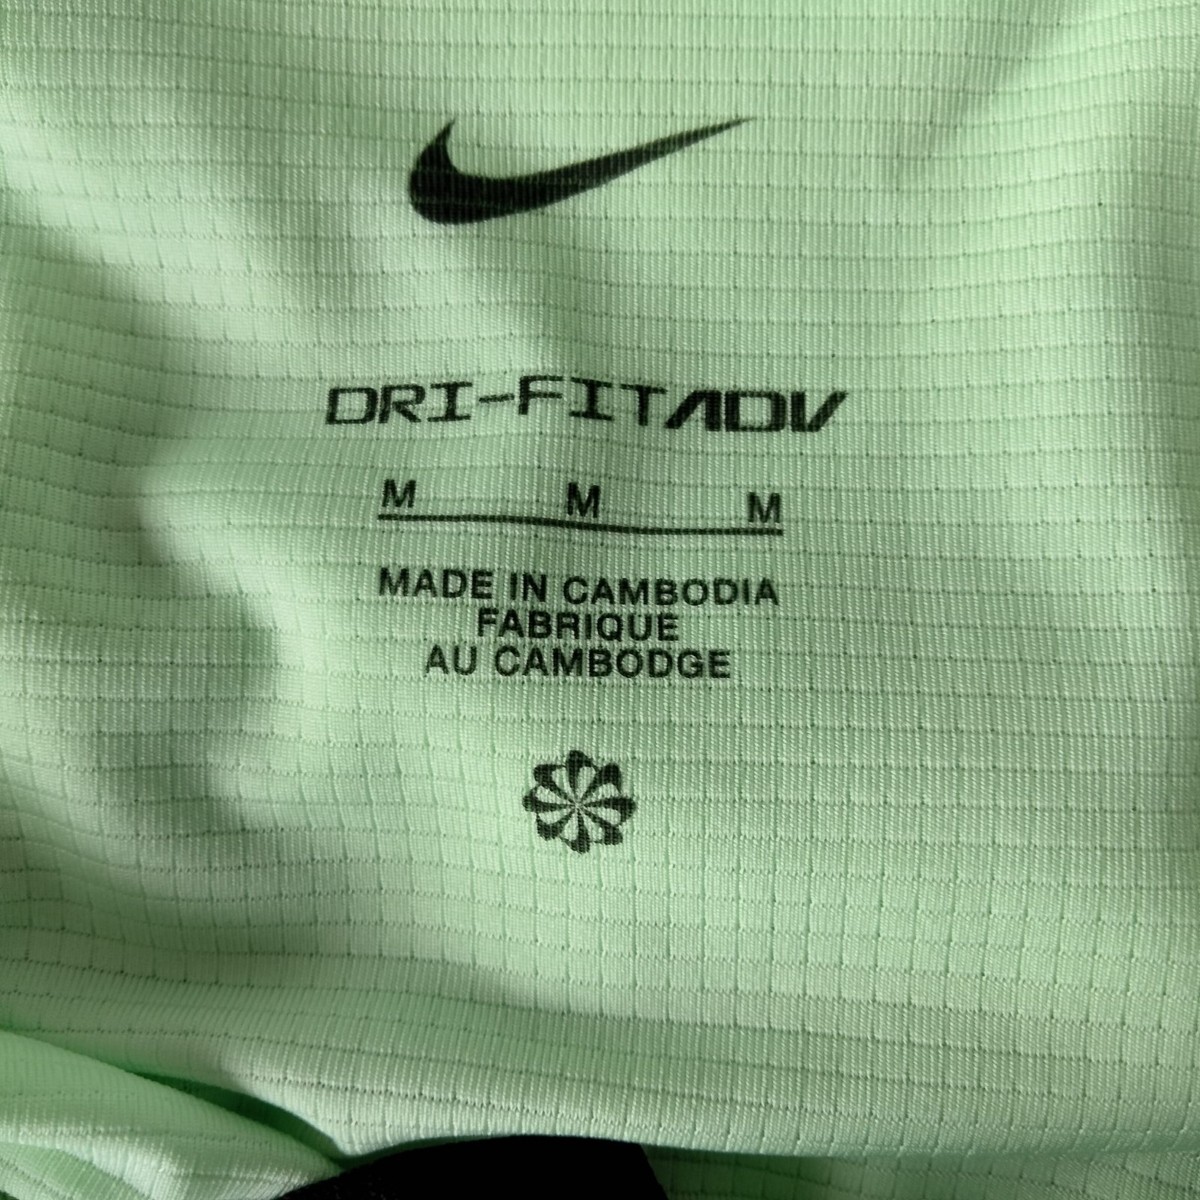 DRI-FITADV
M M M
MADE IN CAMBODIA
FABRIQUE
AU CAMBODGE